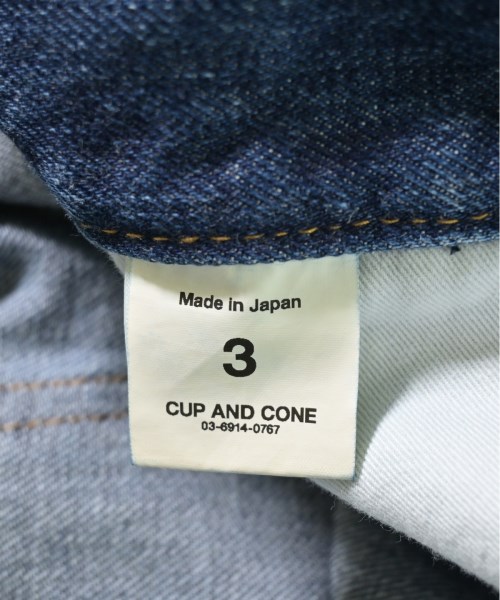 Made in Japan
3
CUP AND CONE
03-6914-0767